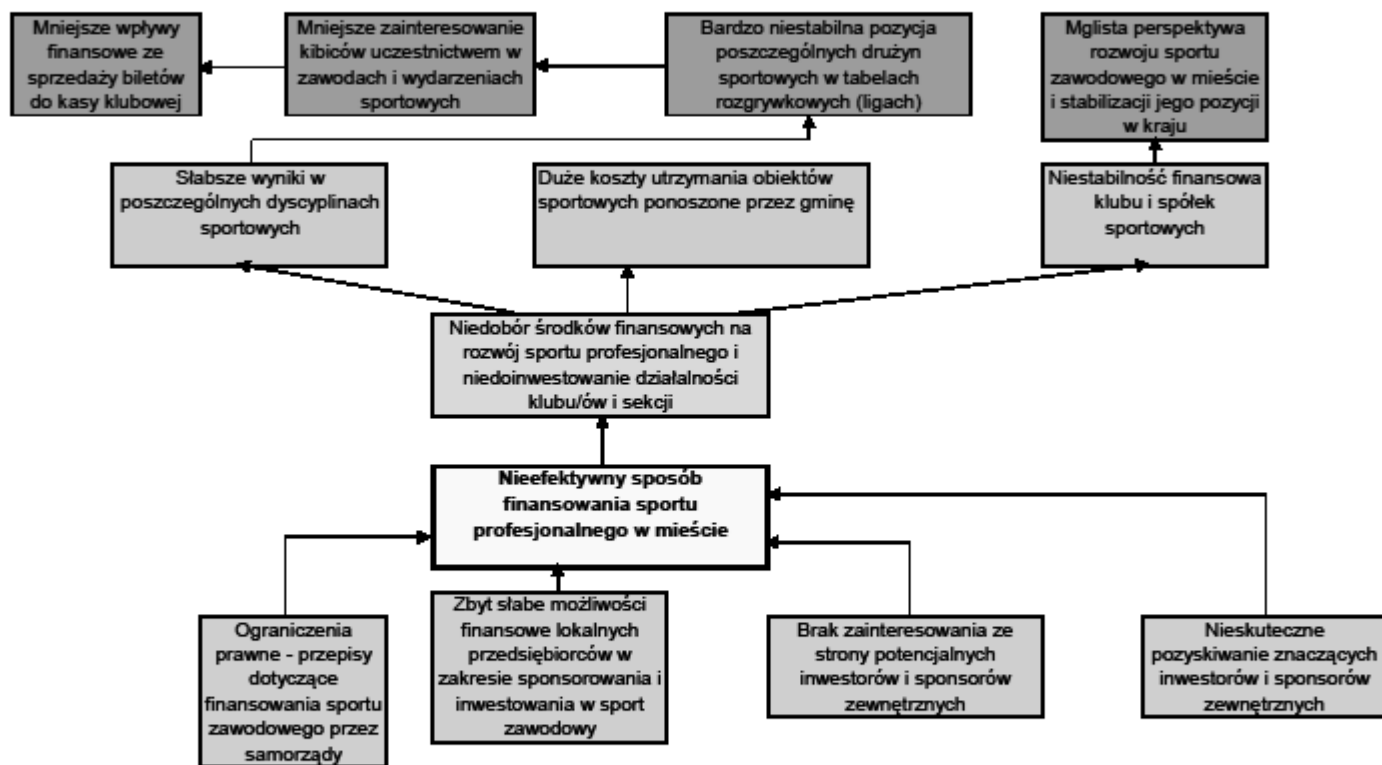 Mniejsze wpływy
finansowe ze
sprzedaży biletów
do kasy klubowej
Mniejsze zainteresowanie
kibiców uczestnictwem w
zawodach i wydarzeniach
sportowych
Bardzo niestabilna pozycja
poszczególnych drużyn
sportowych w tabelach
rozgrywkowych (ligach)
Mglista perspektywa
rozwoju sportu
zawodowego w mieście
i stabilizacji jego pozycji
w kraju
Słabsze wyniki w
poszczególnych dyscyplinach
sportowych
Duże koszty utrzymania obiektów
sportowych ponoszone przez gminę
Niestabilność finansowa
klubu i spółek
sportowych
Niedobór środków finansowych na
rozwój sportu profesjonalnego i
niedoinwestowanie działalności
klubu/ów i sekcji
Nieefektywny sposób
finansowania sportu
profesjonalnego w mieście
Ograniczenia
prawne - przepisy
dotyczące
finansowania sportu
zawodowego przez
samorządy
Zbyt słabe możliwości
finansowe lokalnych
przedsiębiorców w
zakresie sponsorowania i
inwestowania w sport
zawodowy
Brak zainteresowania ze
strony potencjalnych
inwestorów i sponsorów
zewnętrznych
Nieskuteczne
pozyskiwanie znaczących
inwestorów i sponsorów
zewnętrznych